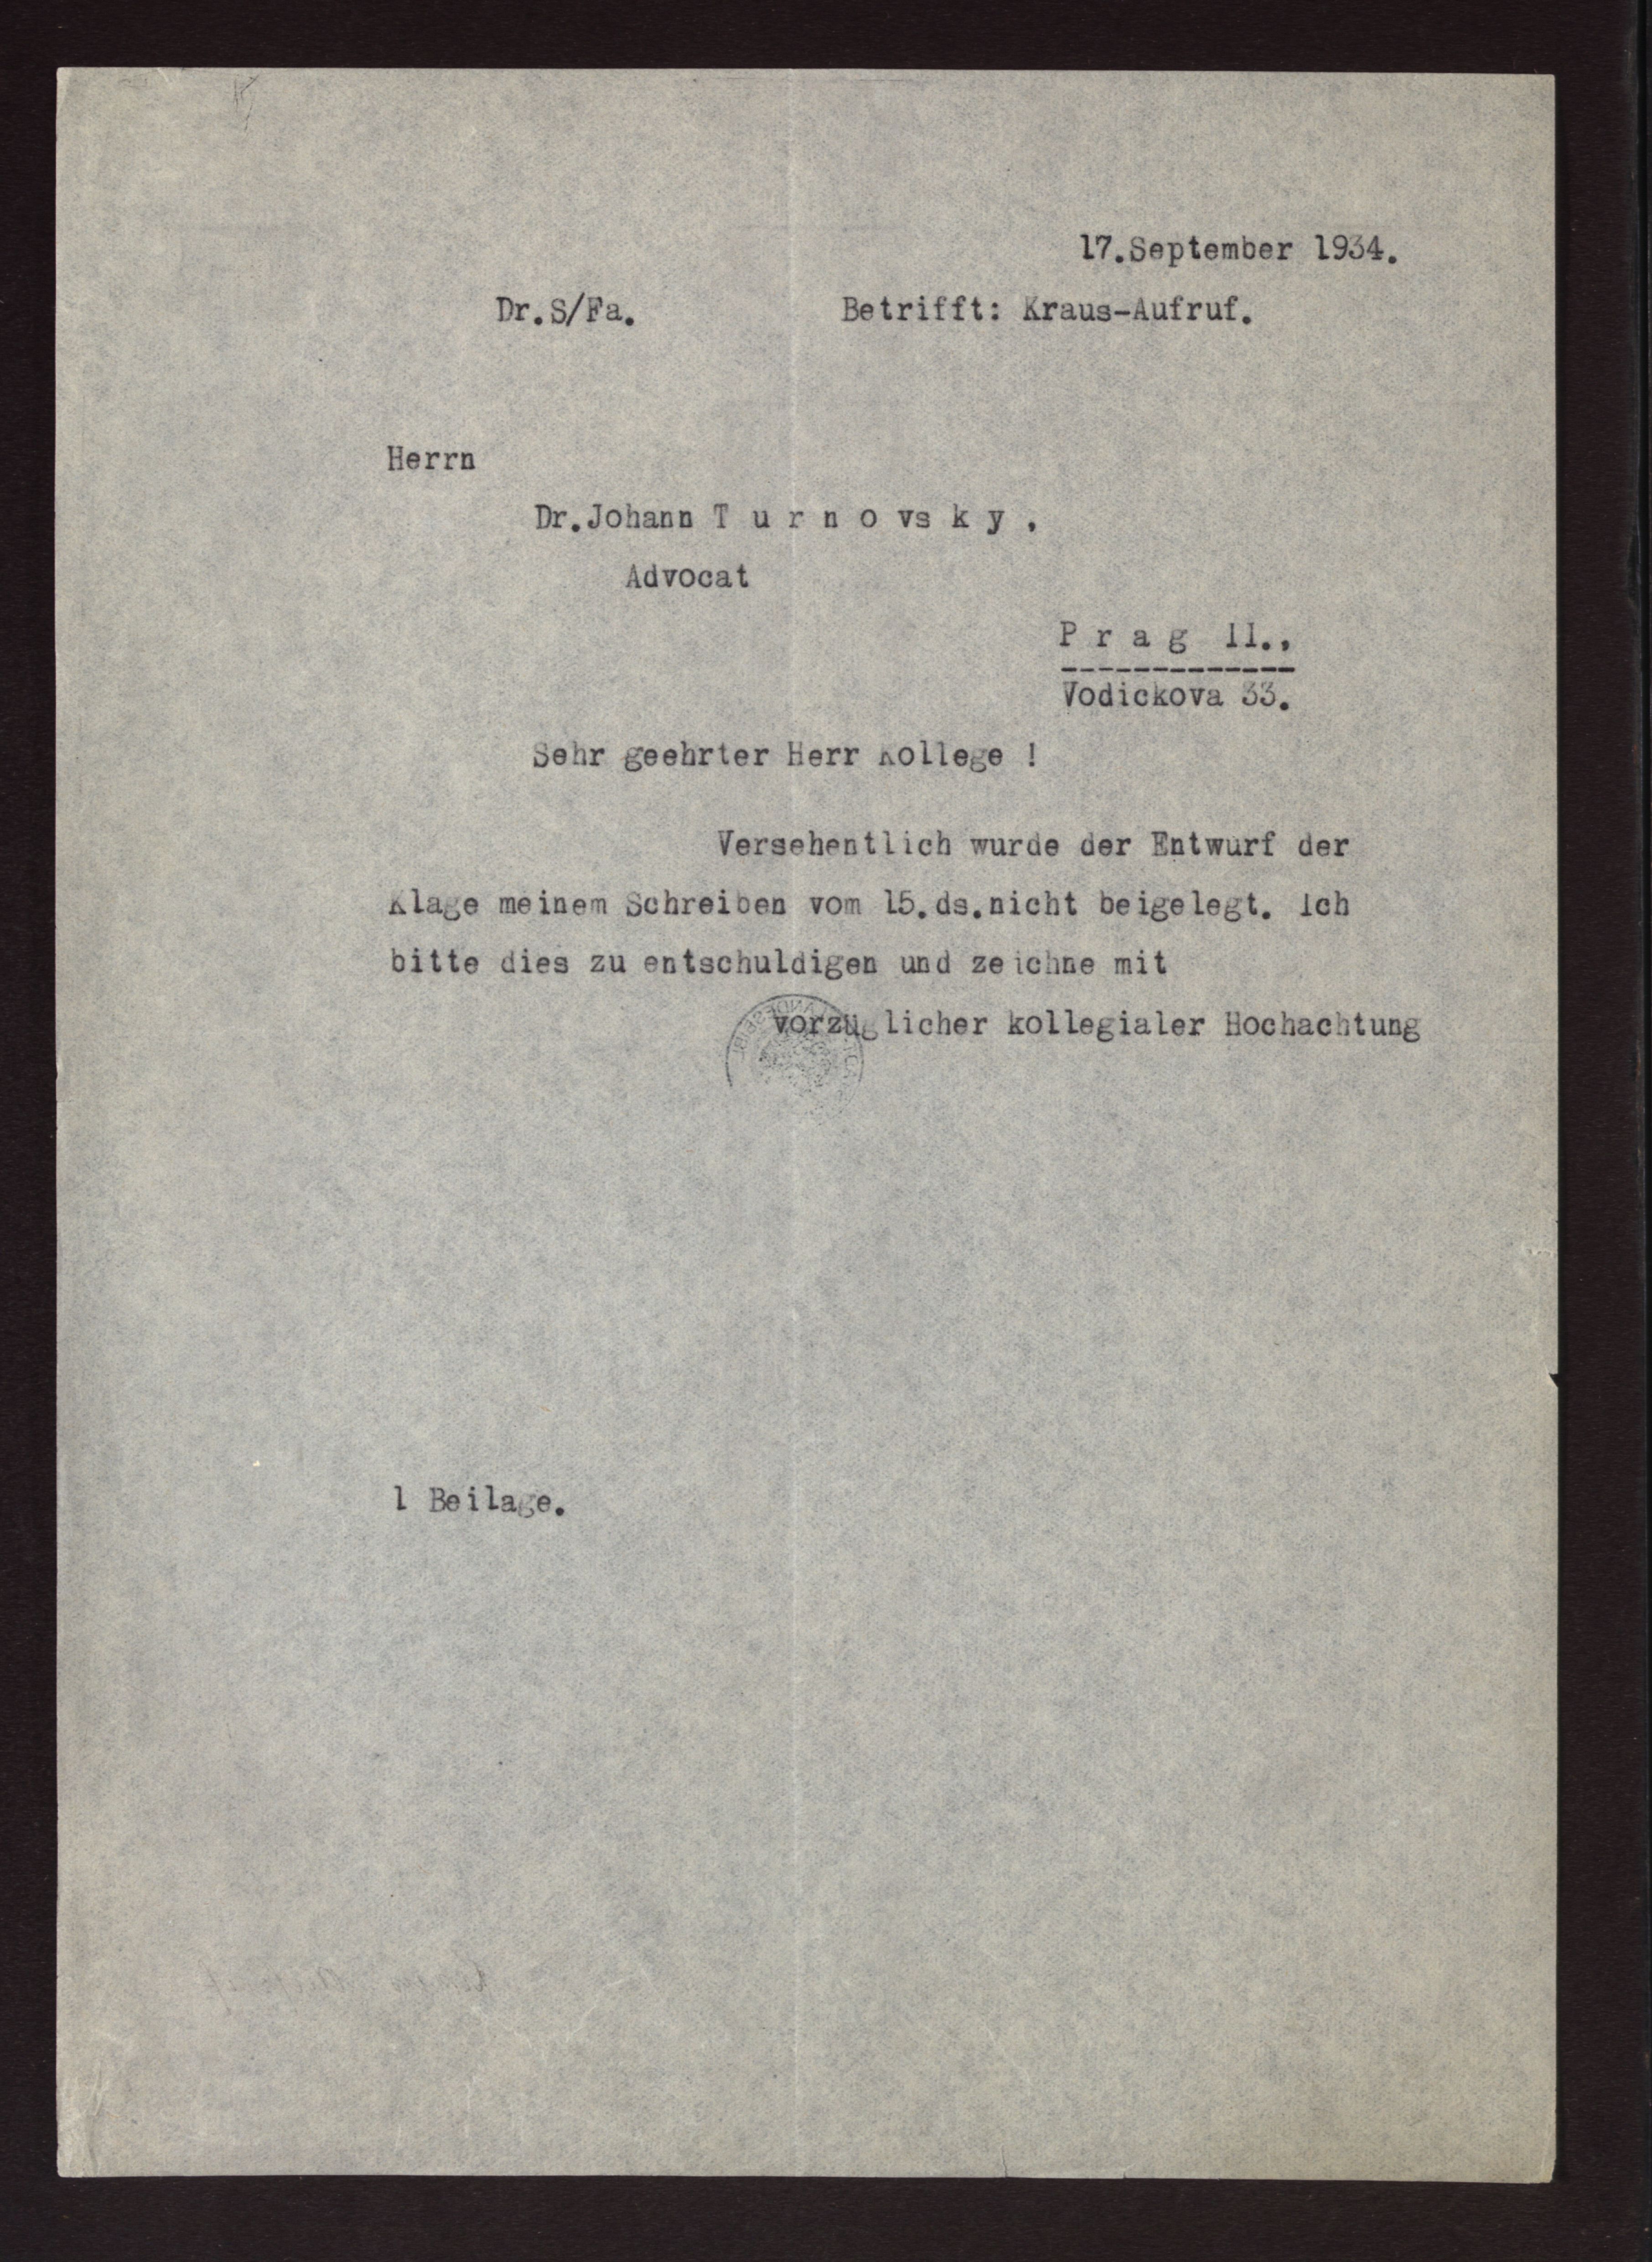 17.September 1934.
Dr.S/Fa. Betrifft: Kraus-Aufruf.
Herrn
Dr.Johann T u r n o vs k y ,
Advocat
P r a g II.,
Vodickova 33.
Sehr geehrter Herr Kollege !
Versehentlich wurde der Entwurf der
Klage meinem Schreiben vom 15.ds.nicht beigelegt. Ich
bitte dies zu entschuldigen und zeichne mit
vorzüglicher kollegialer Hochachtung
1 Beilage.